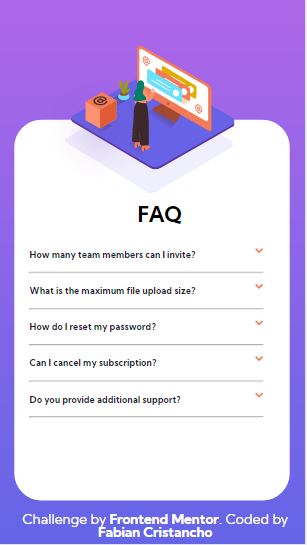 FAQ
How many team members can I invite?
What is the maximum file upload size?
How do I reset my password?
Can I cancel my subscription?
Do you provide additional support?
Challenge by Frontend Mentor. Coded by
Fabian Cristancho